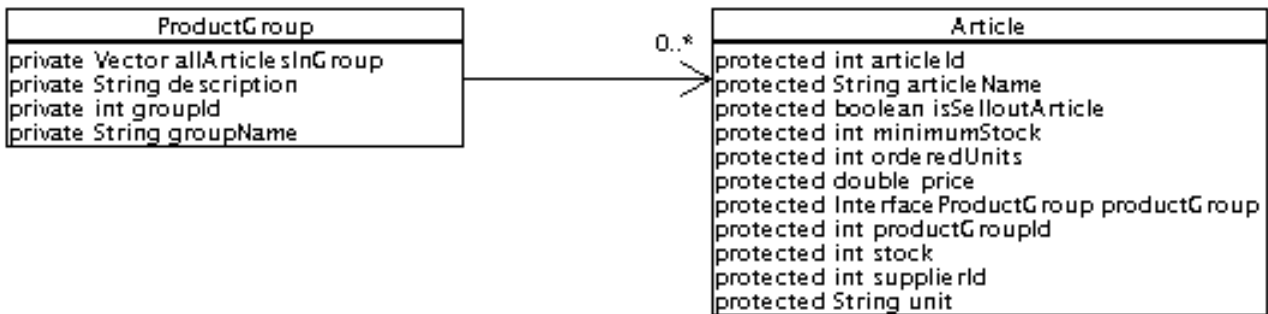 ProductGroup
private Vector allArticlesInGroup
private String description
private int groupId
private String groupName
0..*
Article
protected int articleId
protected String articleName
protected boolean isSelloutArticle
protected int minimumStock
protected int orderedUnits
protected double price
protected InterfaceProductGroup productGroup
protected int productGroupId
protected int stock
protected int supplierId
protected String unit